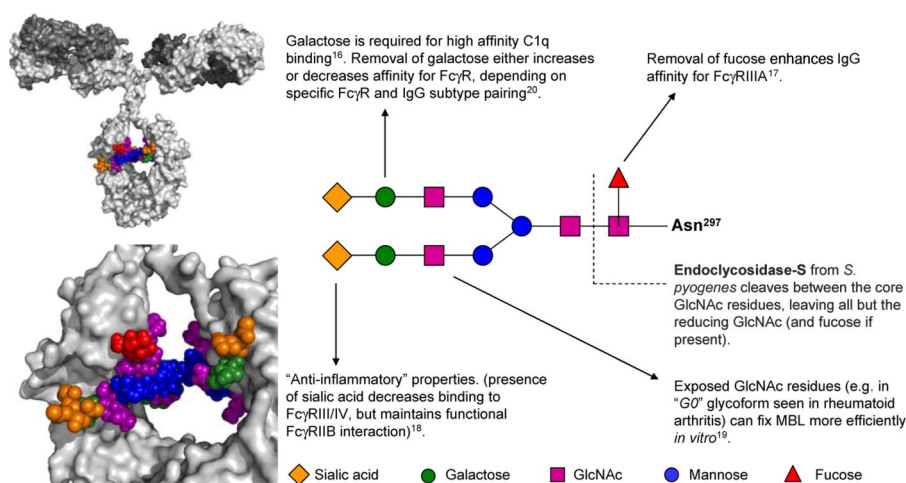 Galactose is required for high affinity C1q
binding16. Removal of galactose either increases
or decreases affinity for FcγR, depending on
specific FcγR and IgG subtype pairing20.
Removal of fucose enhances IgG
affinity for FcγRIIIA17.
Asn297
Endoclycosidase-S from S.
pyogenes cleaves between the core
GlcNAc residues, leaving all but the
reducing GlcNAc (and fucose if
present).
“Anti-inflammatory” properties. (presence
of sialic acid decreases binding to
FcγRIII/IV, but maintains functional
FcγRIIB interaction)18.
Exposed GlcNAc residues (e.g. in
“G0” glycoform seen in rheumatoid
arthritis) can fix MBL more efficiently
in vitro19.
Sialic acid
Galactose
GlcNAc
Mannose
Fucose